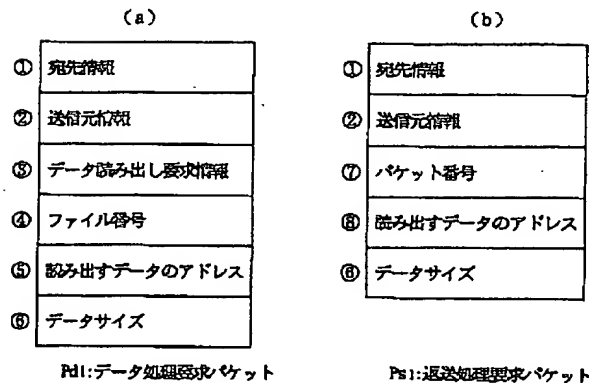 (a)
① 宛先情報
② 送信元情報
③ データ読み出し要求情報
④ ファイル番号
⑤ 読み出すデータのアドレス
⑥ データサイズ
Pd1:データ処理要求パケット
(b)
① 宛先情報
② 送信元情報
⑦ パケット番号
⑧ 読み出すデータのアドレス
⑥ データサイズ
Ps1:返送処理要求パケット